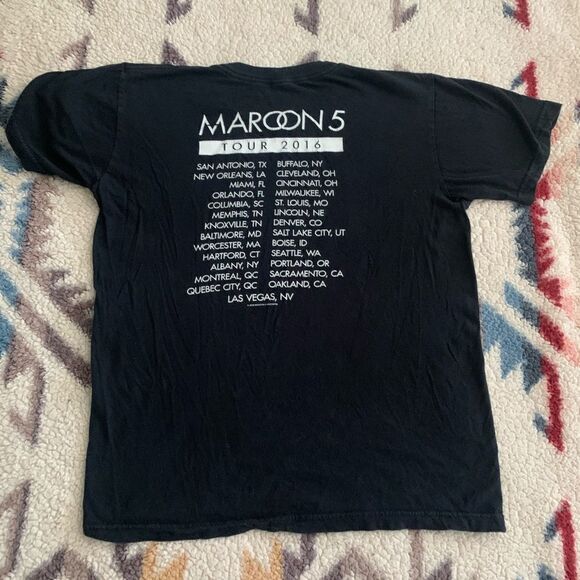 MAROON 5
TOUR 2016
SAN ANTONIO, TX
NEW ORLEANS, LA
MIAMI, FL
ORLANDO, FL
COLUMBIA, SC
MEMPHIS, TN
KNOXVILLE, TN
BALTIMORE, MD
WORCESTER, MA
HARTFORD, CT
ALBANY, NY
MONTREAL, QC
QUEBEC CITY, QC
BUFFALO, NY
CLEVELAND, OH
CINCINNATI, OH
MILWAUKEE, WI
ST. LOUIS, MO
LINCOLN, NE
DENVER, CO
SALT LAKE CITY, UT
BOISE, ID
SEATTLE, WA
PORTLAND, OR
SACRAMENTO, CA
OAKLAND, CA
LAS VEGAS, NV